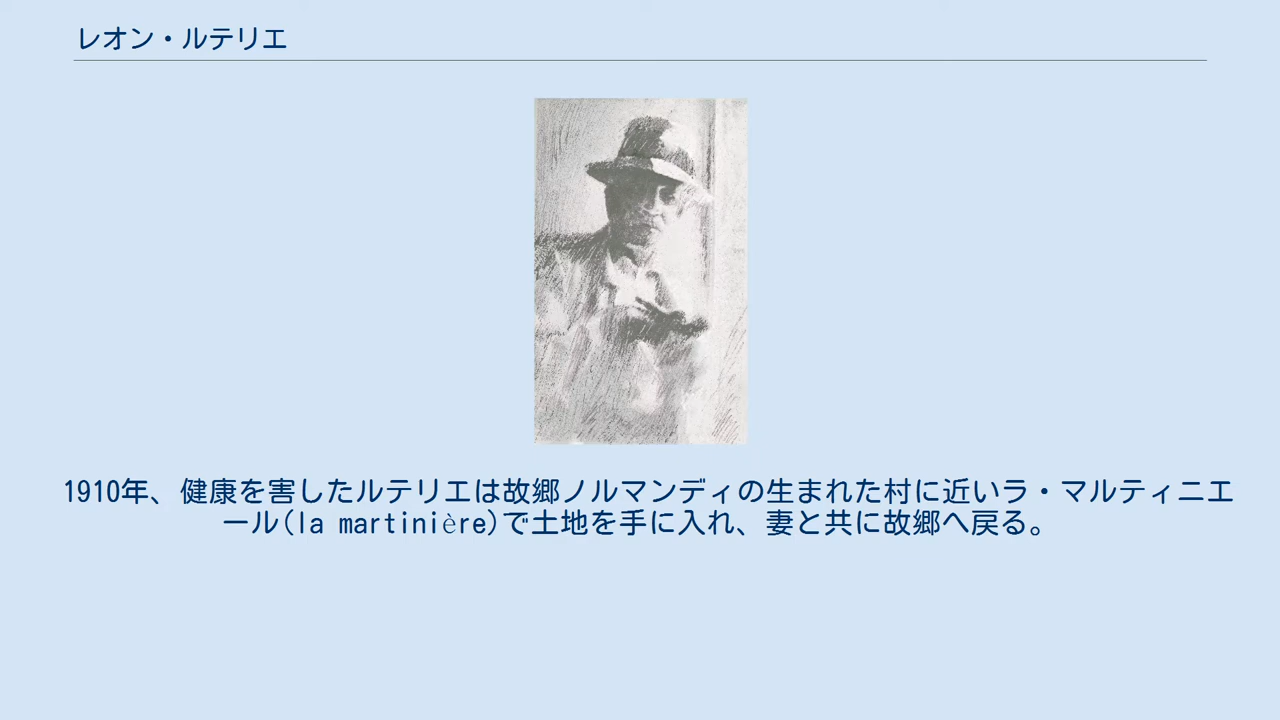 レオン・ルテリエ
1910年、健康を害したルテリエは故郷ノルマンディの生まれた村に近いラ・マルティニエ
ール(la martinière)で土地を手に入れ、妻と共に故郷へ戻る。